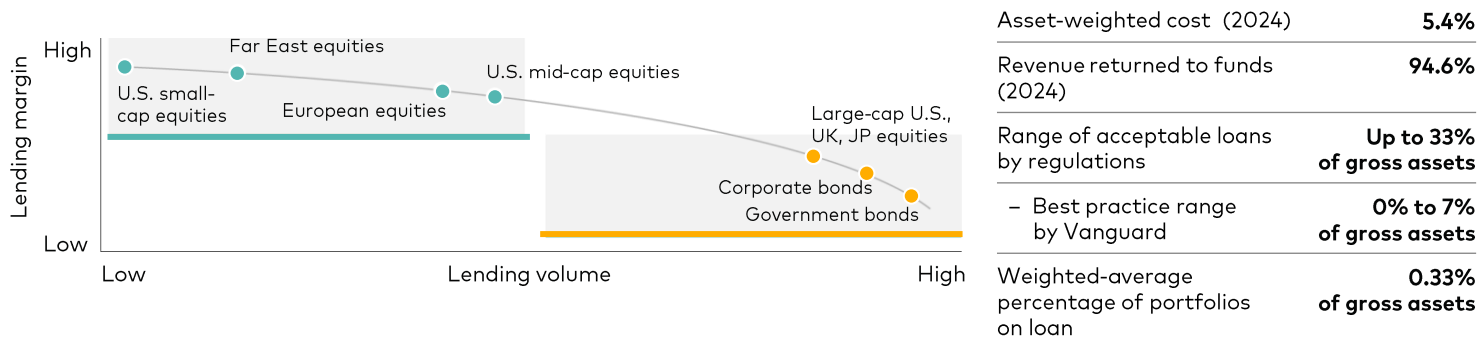 High
Low
Lending margin
Far East equities
U.S. small-
cap equities
European equities
U.S. mid-cap equities
Large-cap U.S.,
UK, JP equities
Corporate bonds
Government bonds
Low
Lending volume
High
Asset-weighted cost (2024)
5.4%
Revenue returned to funds
(2024)
94.6%
Range of acceptable loans
by regulations
Up to 33%
of gross assets
– Best practice range
by Vanguard
0% to 7%
of gross assets
Weighted-average
percentage of portfolios
on loan
0.33%
of gross assets